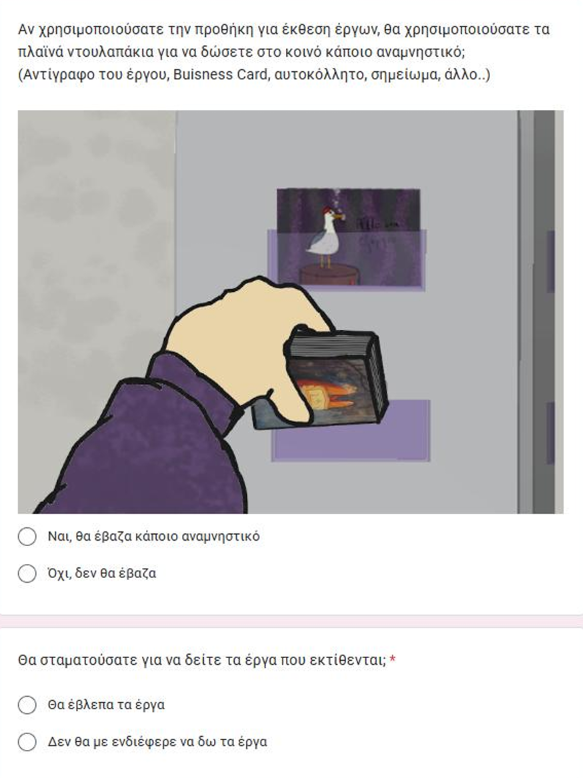 Αν χρησιμοποιούσατε την προθήκη για έκθεση έργων, θα χρησιμοποιούσατε τα
πλαϊνά ντουλαπάκια για να δώσετε στο κοινό κάποιο αναμνηστικό;
(Αντίγραφο του έργου, Buisness Card, αυτοκόλλητο, σημείωμα, άλλο..)
Ναι, θα έβαζα κάποιο αναμνηστικό
Όχι, δεν θα έβαζα
Θα σταματούσατε για να δείτε τα έργα που εκτίθενται; *
Θα έβλεπα τα έργα
Δεν θα με ενδιέφερε να δω τα έργα